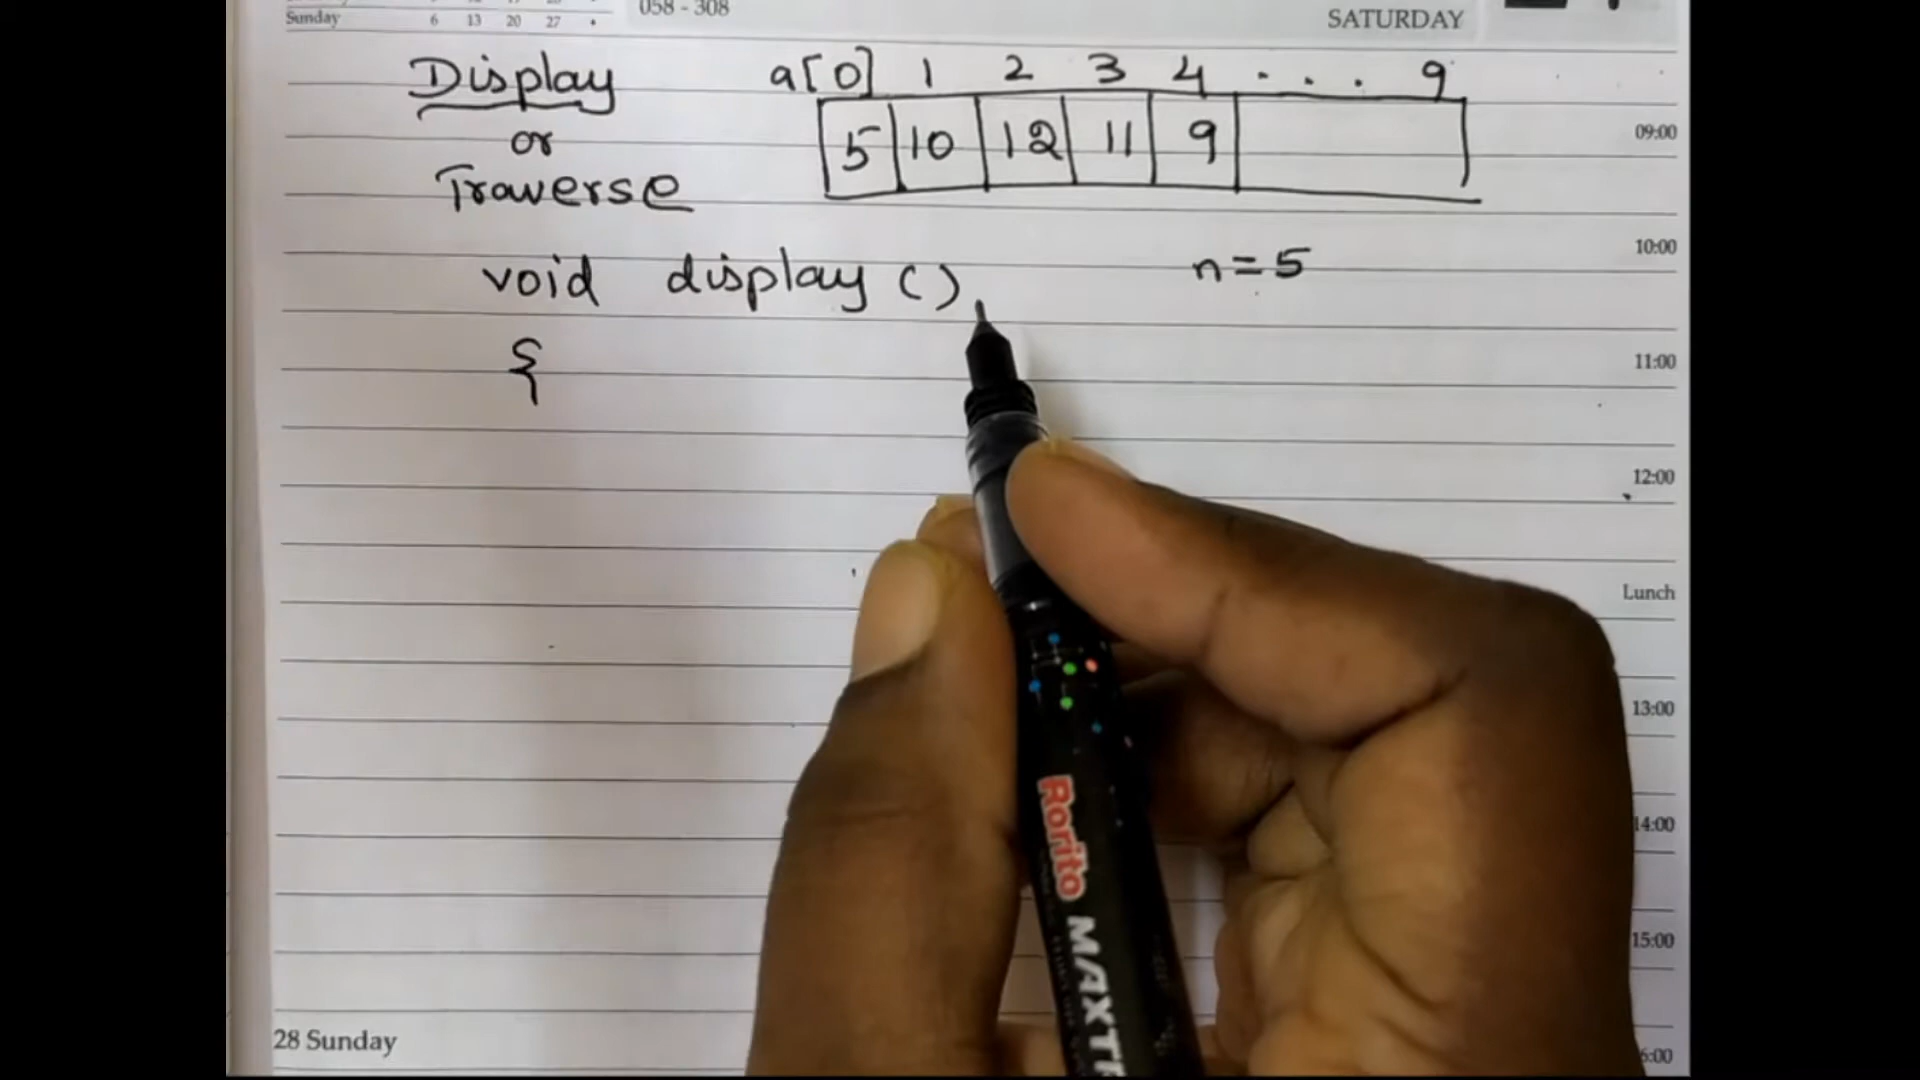 Sunday 6 13 20 27
058 - 308
SATURDAY
Display
or
Traverse
a[0] 1 2 3 4 . . . 9
5 10 12 11 9
void display ()
n=5
{
09:00
10:00
11:00
12:00
Lunch
13:00
14:00
15:00
6:00
28 Sunday
Rorito
MAXT